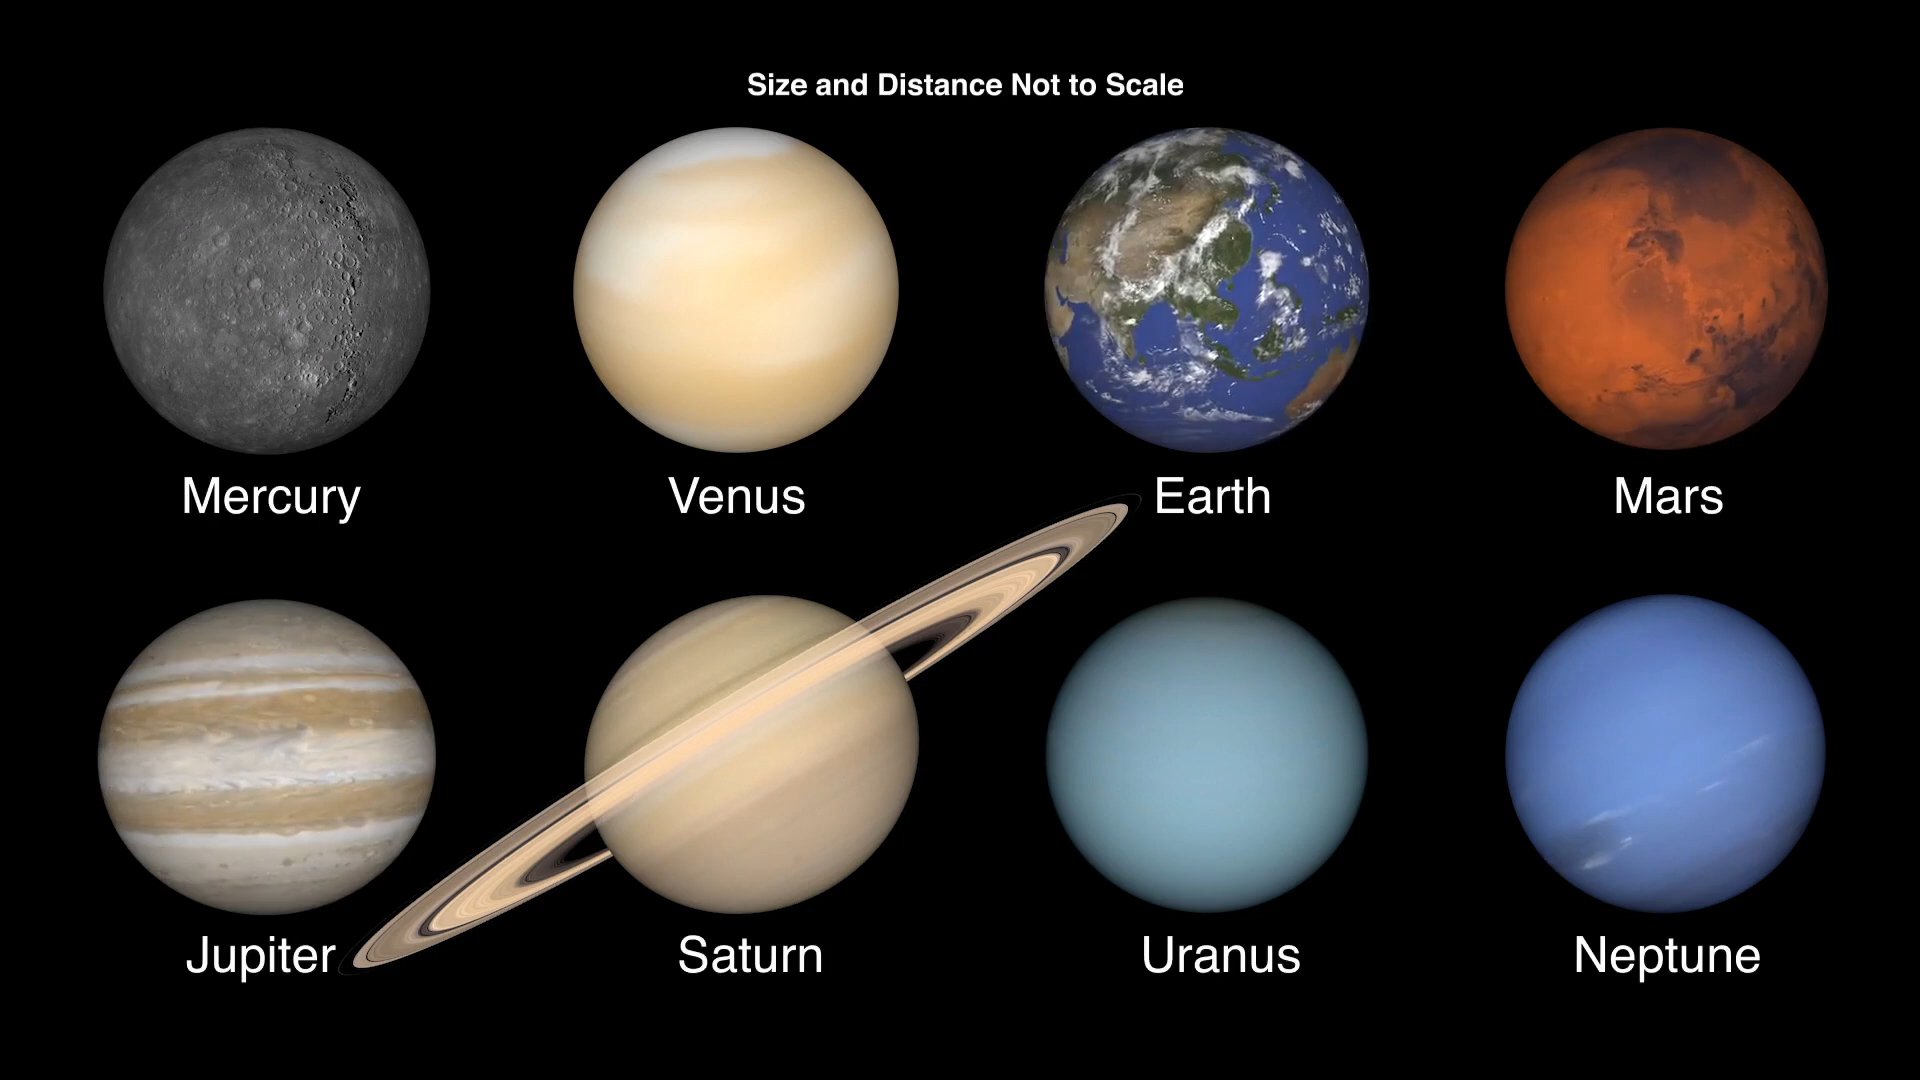 Size and Distance Not to Scale
Mercury
Venus
Earth
Mars
Jupiter
Saturn
Uranus
Neptune